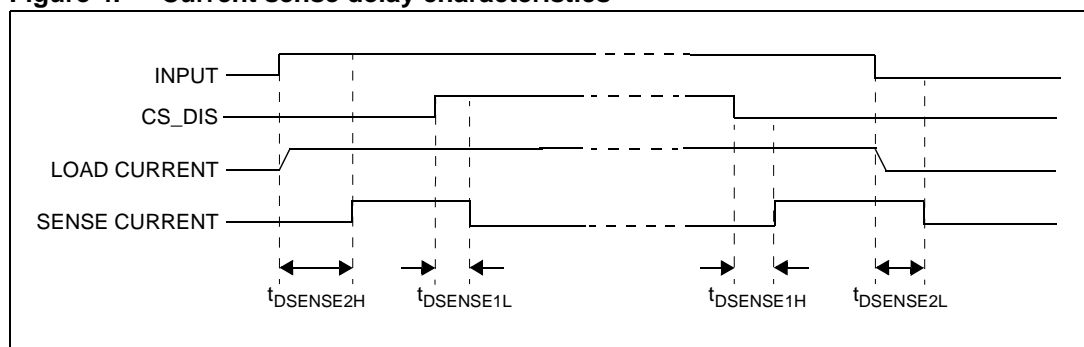 Figure 4. Current sense delay characteristics
INPUT
CS_DIS
LOAD CURRENT
SENSE CURRENT
tDSENSE2H
tDSENSE1L
tDSENSE1H
tDSENSE2L